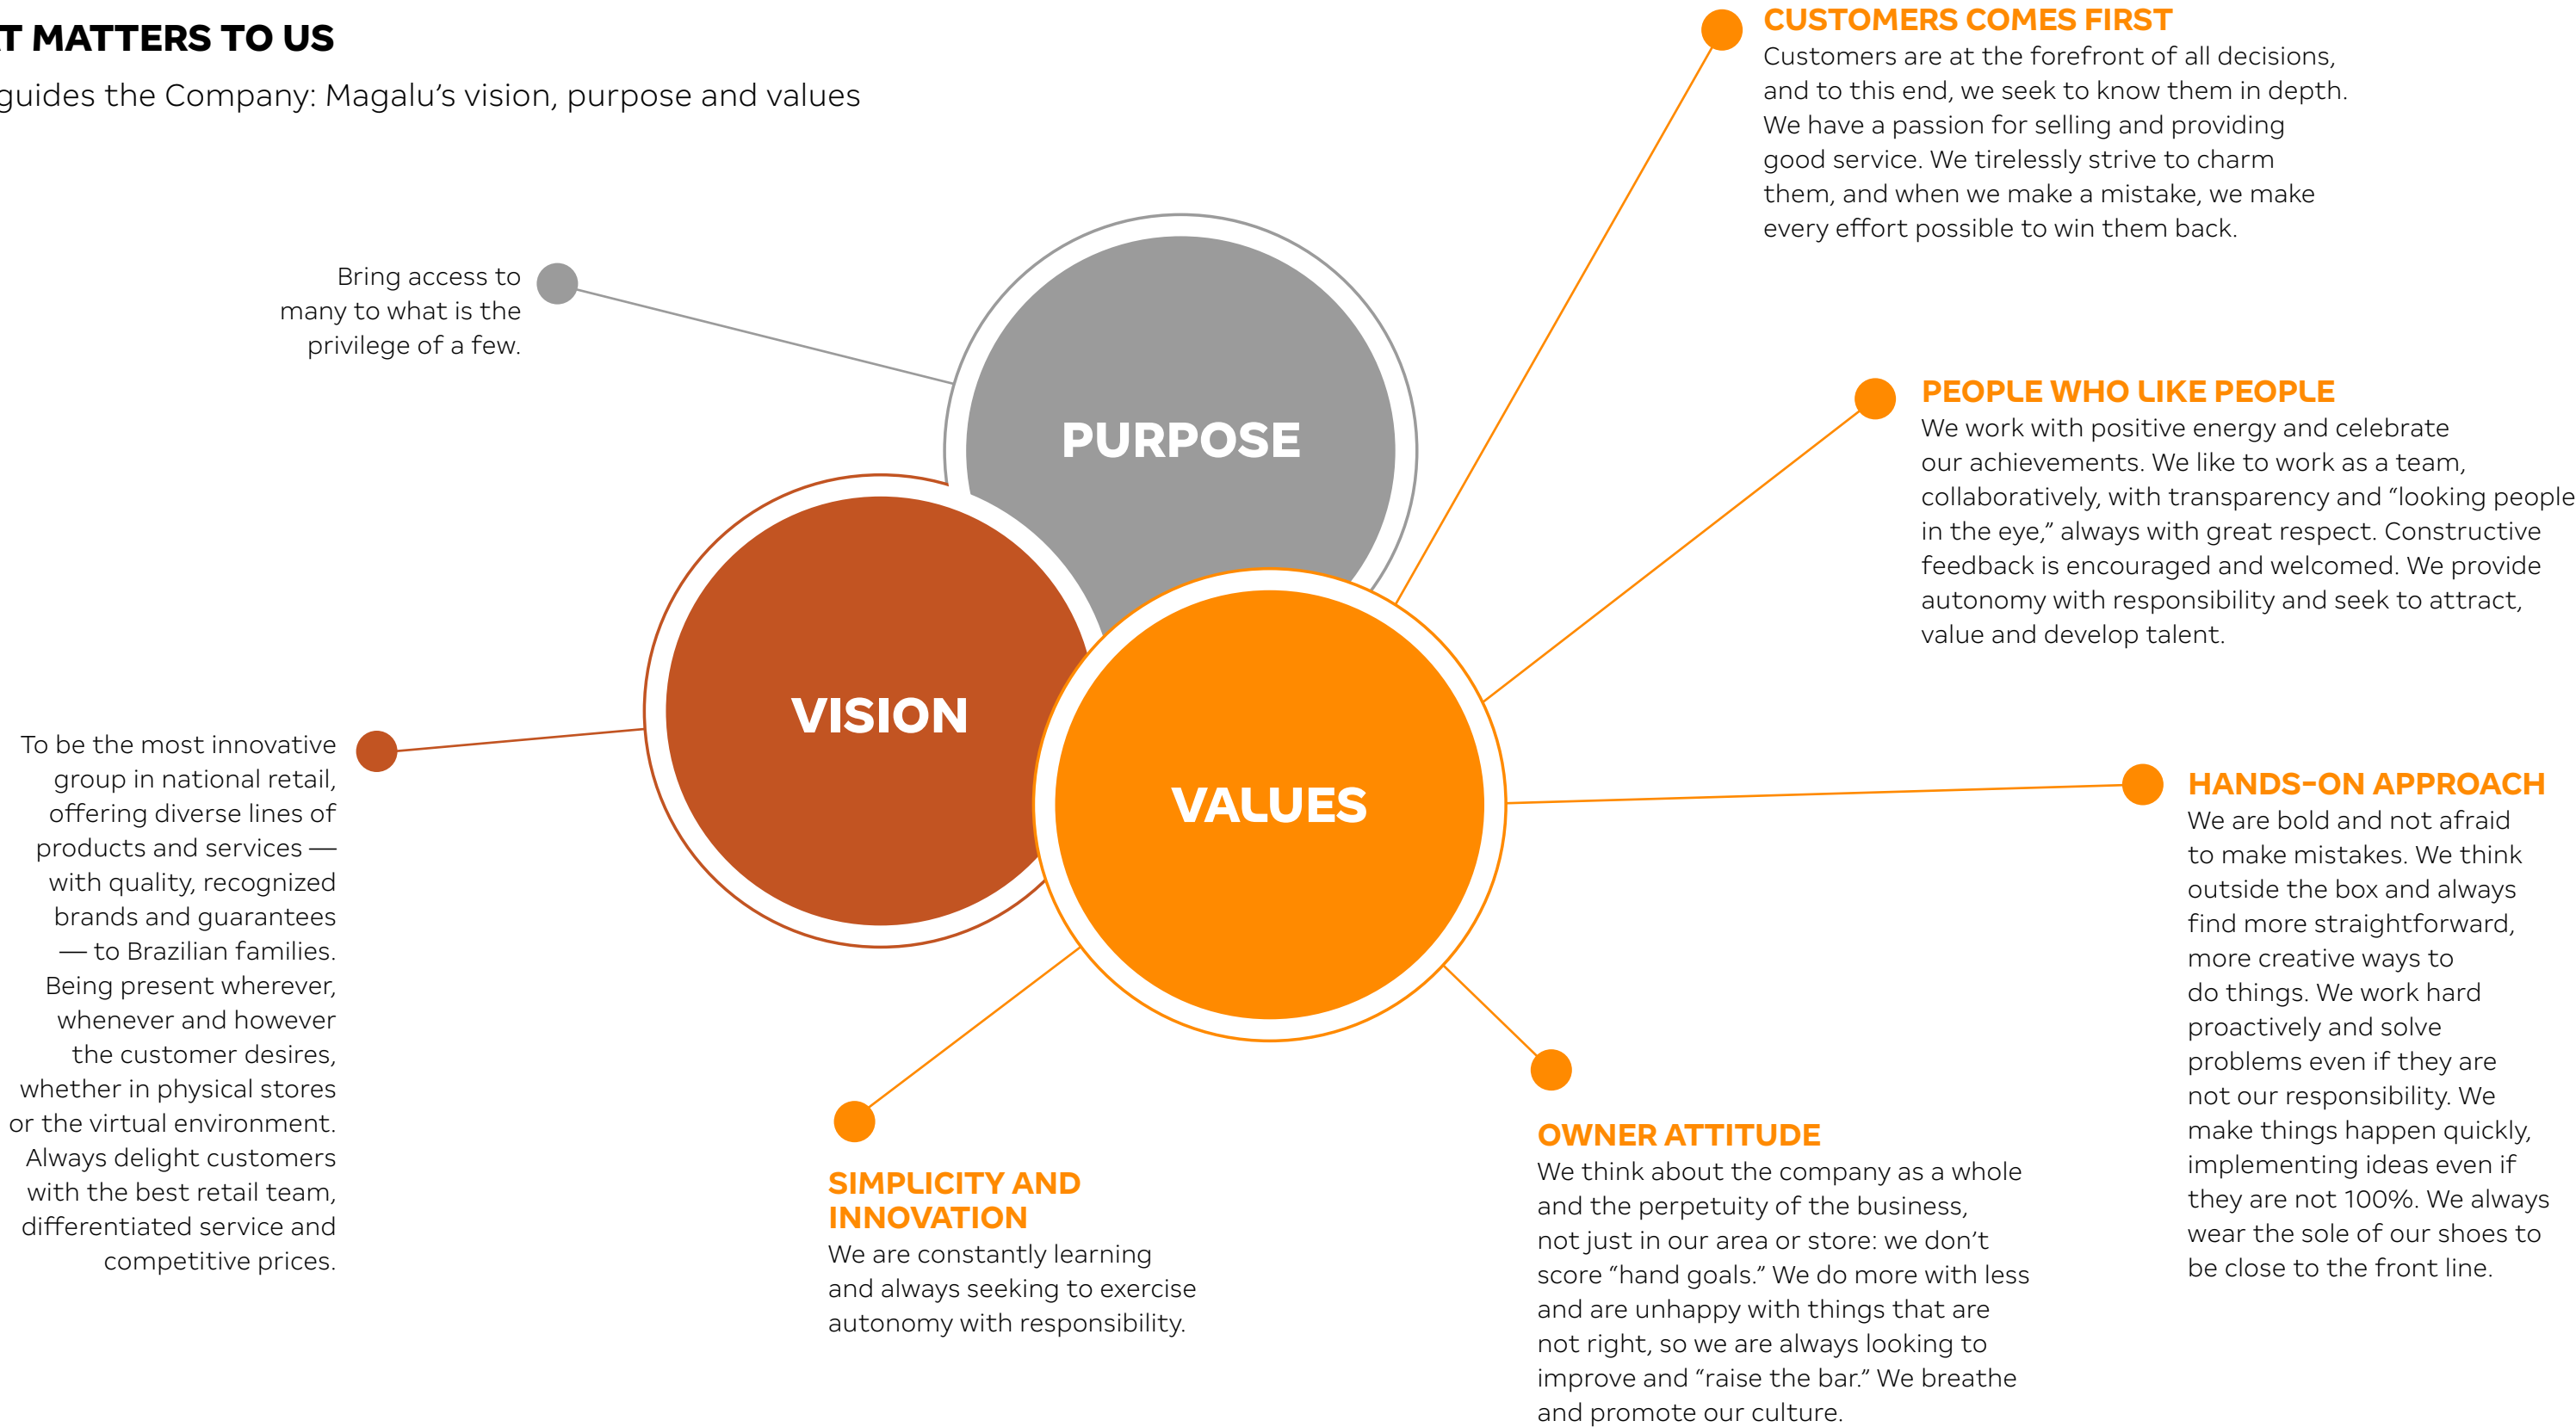 T MATTERS TO US
guides the Company: Magalu’s vision, purpose and values
Bring access to
many to what is the
privilege of a few.
PURPOSE
VISION
VALUES
To be the most innovative
group in national retail,
offering diverse lines of
products and services —
with quality, recognized
brands and guarantees
— to Brazilian families.
Being present wherever,
whenever and however
the customer desires,
whether in physical stores
or the virtual environment.
Always delight customers
with the best retail team,
differentiated service and
competitive prices.
CUSTOMERS COMES FIRST
Customers are at the forefront of all decisions,
and to this end, we seek to know them in depth.
We have a passion for selling and providing
good service. We tirelessly strive to charm
them, and when we make a mistake, we make
every effort possible to win them back.
PEOPLE WHO LIKE PEOPLE
We work with positive energy and celebrate
our achievements. We like to work as a team,
collaboratively, with transparency and “looking people
in the eye,” always with great respect. Constructive
feedback is encouraged and welcomed. We provide
autonomy with responsibility and seek to attract,
value and develop talent.
HANDS-ON APPROACH
We are bold and not afraid
to make mistakes. We think
outside the box and always
find more straightforward,
more creative ways to
do things. We work hard
proactively and solve
problems even if they are
not our responsibility. We
make things happen quickly,
implementing ideas even if
they are not 100%. We always
wear the sole of our shoes to
be close to the front line.
OWNER ATTITUDE
We think about the company as a whole
and the perpetuity of the business,
not just in our area or store: we don’t
score “hand goals.” We do more with less
and are unhappy with things that are
not right, so we are always looking to
improve and “raise the bar.” We breathe
and promote our culture.
SIMPLICITY AND
INNOVATION
We are constantly learning
and always seeking to exercise
autonomy with responsibility.